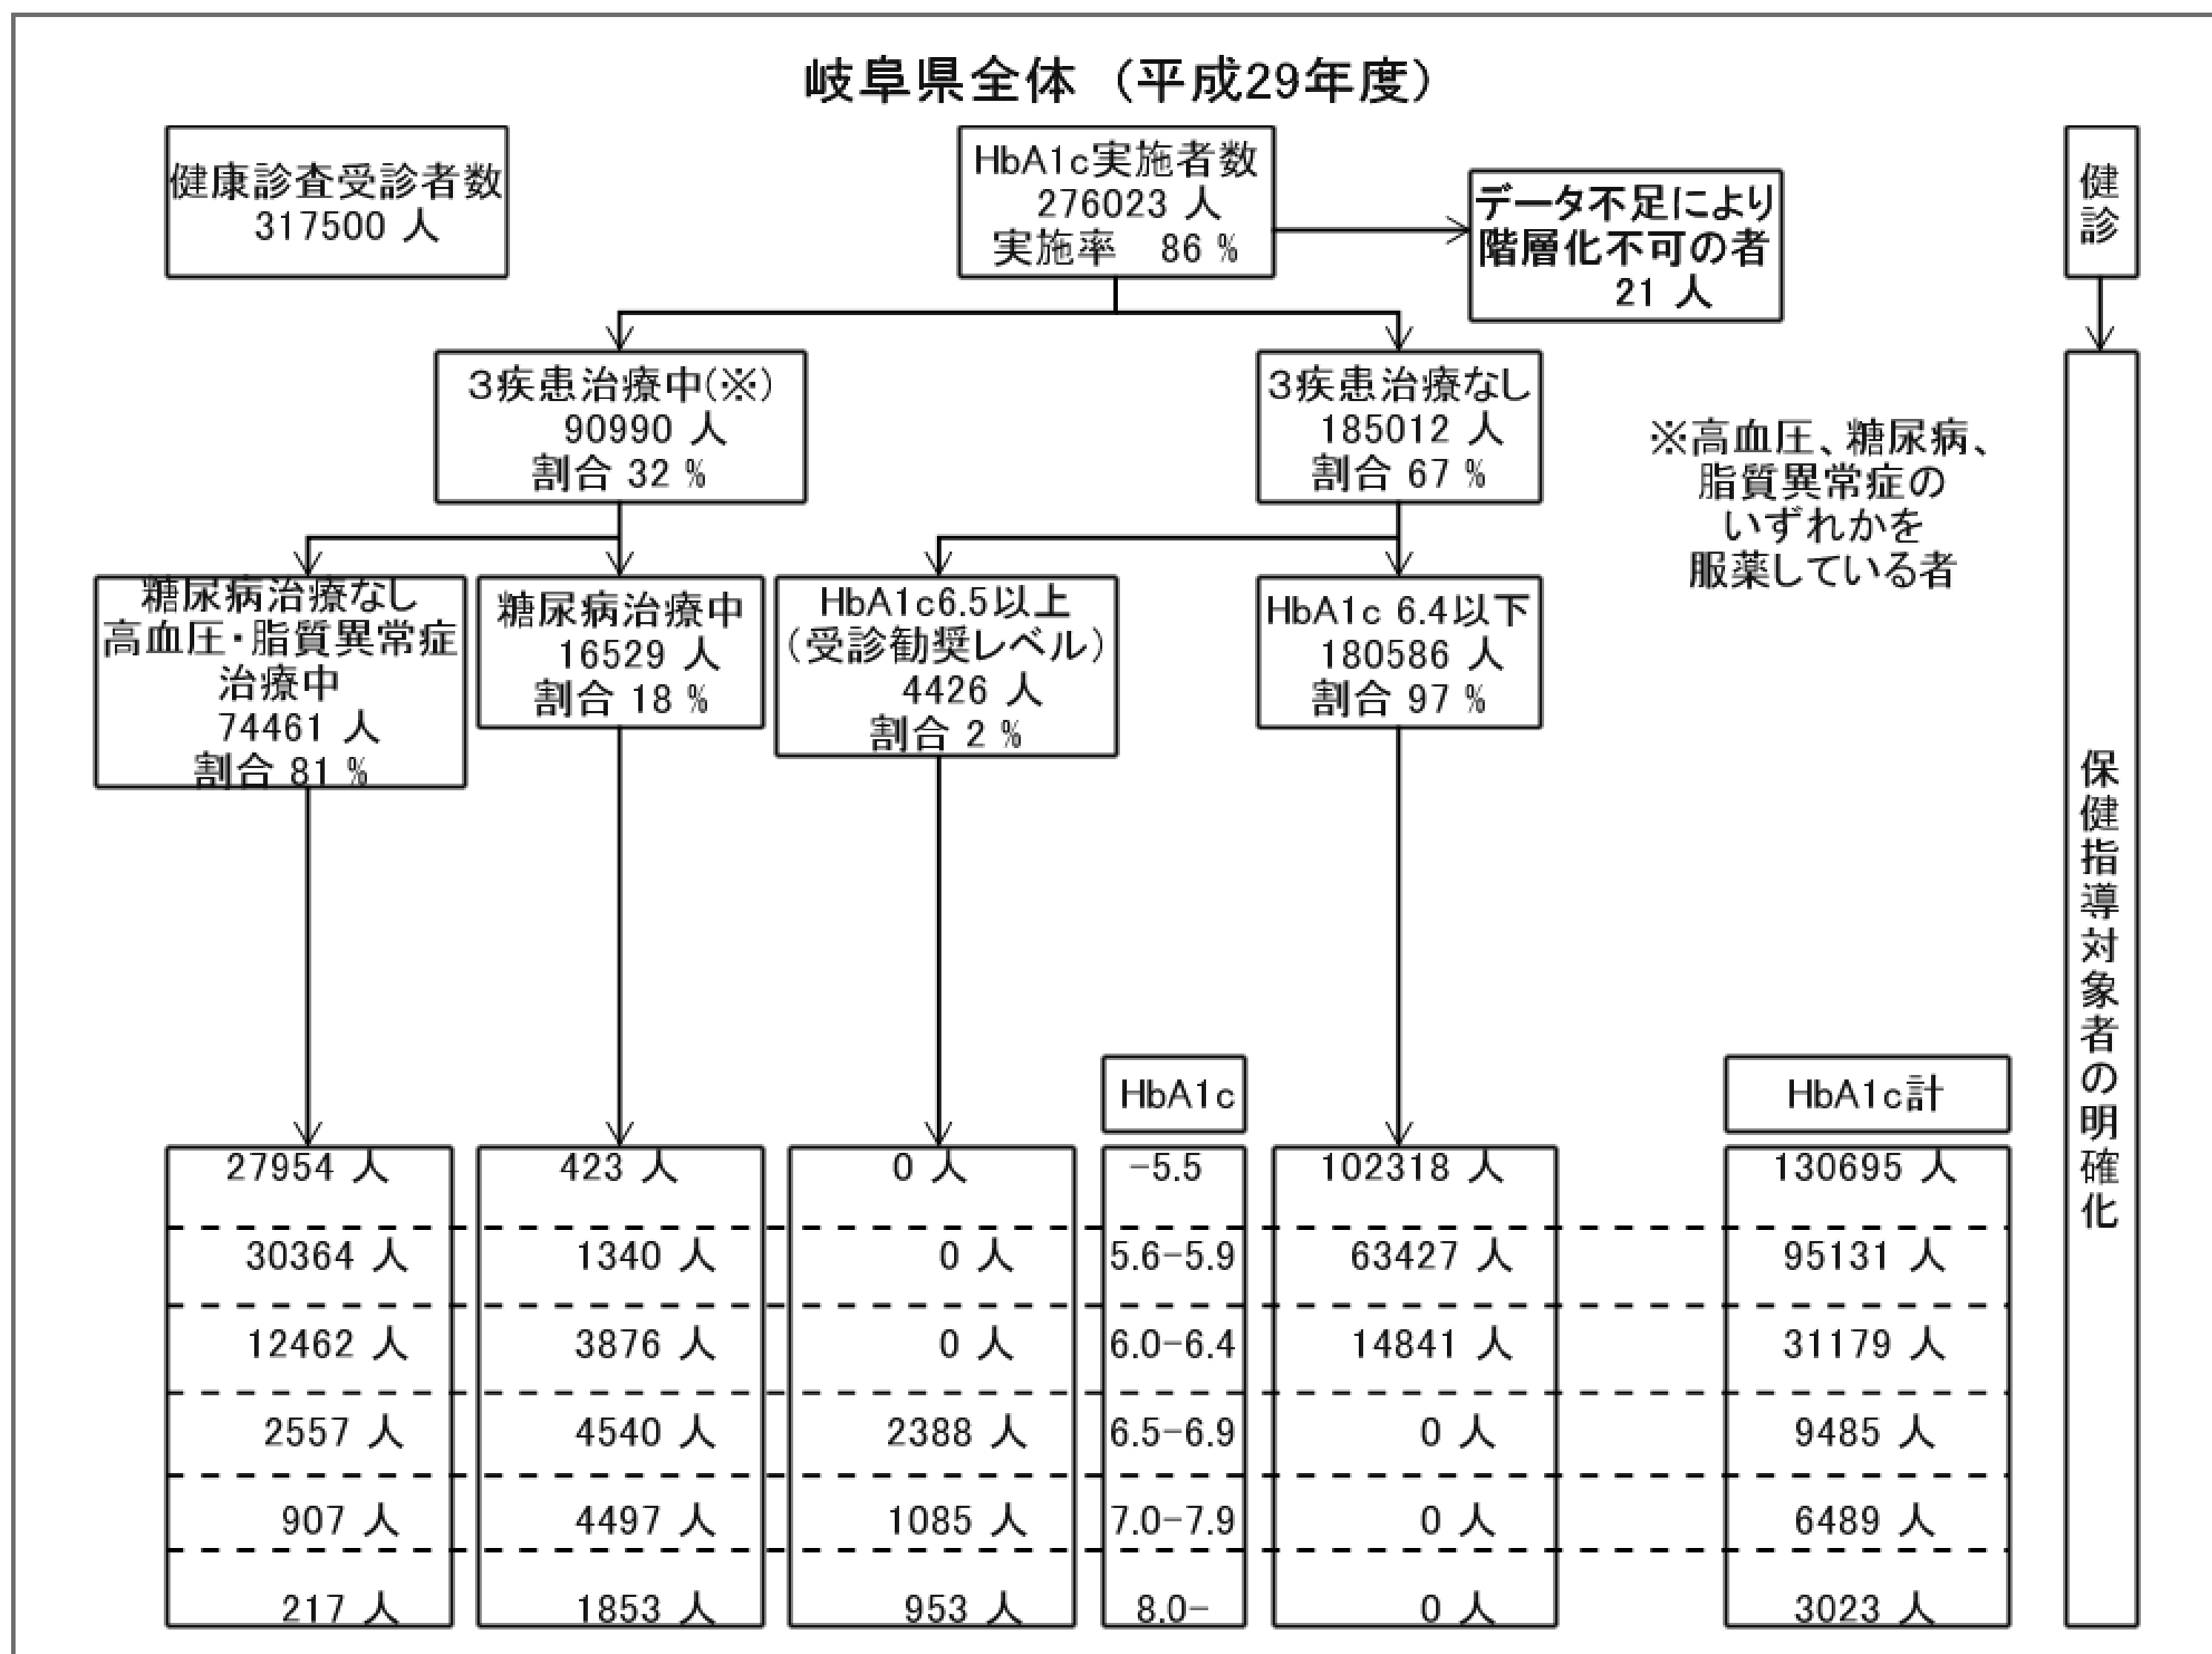 岐阜県全体（平成29年度）
健康診査受診者数
317500 人
HbA1c実施者数
276023 人
実施率 86 %
データ不足により
階層化不可の者
21 人
健診
3疾患治療中(※)
90990 人
割合 32 %
3疾患治療なし
185012 人
割合 67 %
※高血圧、糖尿病、
脂質異常症の
いずれかを
服薬している者
糖尿病治療なし
高血圧・脂質異常症
治療中
74461 人
割合 81 %
糖尿病治療中
16529 人
割合 18 %
HbA1c6.5以上
（受診勧奨レベル）
4426 人
割合 2 %
HbA1c 6.4以下
180586 人
割合 97 %
保健指導対象者の明確化
HbA1c
HbA1c計
27954 人 423 人 0 人 -5.5 102318 人 130695 人
30364 人 1340 人 0 人 5.6-5.9 63427 人 95131 人
12462 人 3876 人 0 人 6.0-6.4 14841 人 31179 人
2557 人 4540 人 2388 人 6.5-6.9 0 人 9485 人
907 人 4497 人 1085 人 7.0-7.9 0 人 6489 人
217 人 1853 人 953 人 8.0- 0 人 3023 人